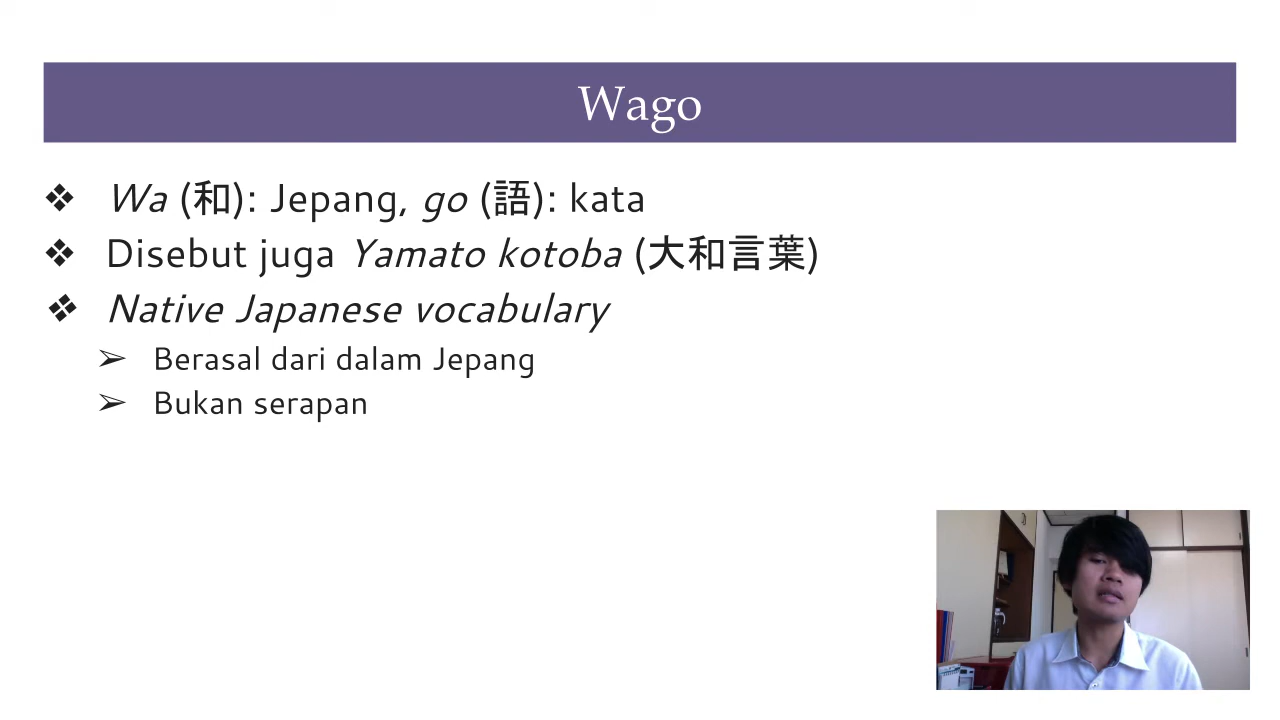 Wago
❖ Wa (和): Jepang, go (語): kata
❖ Disebut juga Yamato kotoba (大和言葉)
❖ Native Japanese vocabulary
➢ Berasal dari dalam Jepang
➢ Bukan serapan